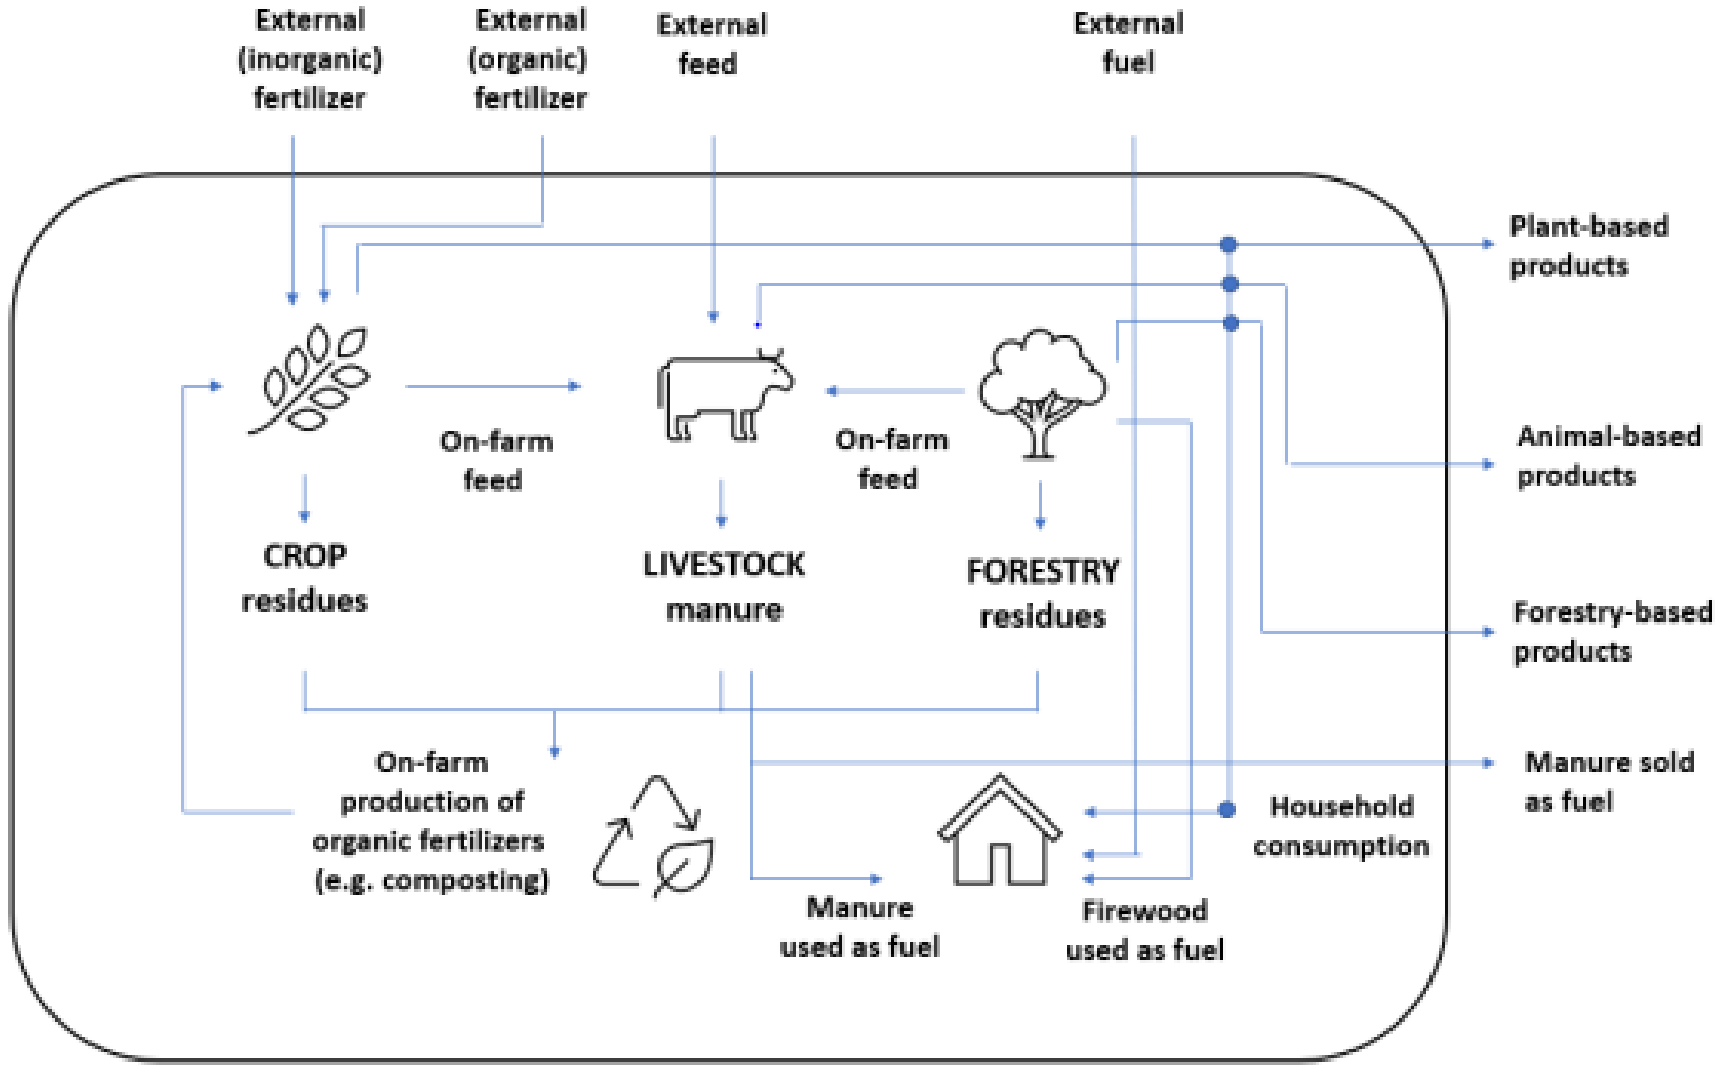 External
(inorganic)
fertilizer
External
(organic)
fertilizer
External
feed
External
fuel
Plant-based
products
Animal-based
products
On-farm
feed
On-farm
feed
CROP
residues
LIVESTOCK
manure
FORESTRY
residues
Forestry-based
products
On-farm
production of
organic fertilizers
(e.g. composting)
Manure sold
as fuel
Household
consumption
Manure
used as fuel
Firewood
used as fuel